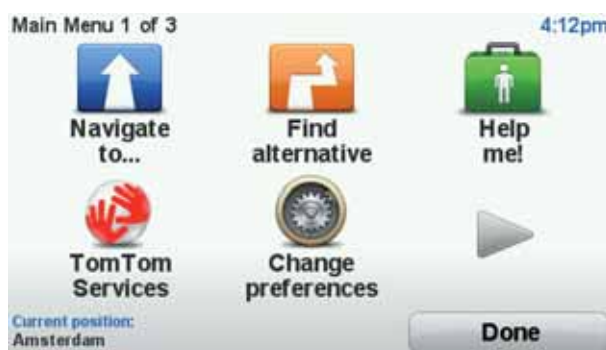 Main Menu 1 of 3
4:12pm
Navigate
to...
Find
alternative
Help
me!
TomTom
Services
Change
preferences
Current position:
Amsterdam
Done